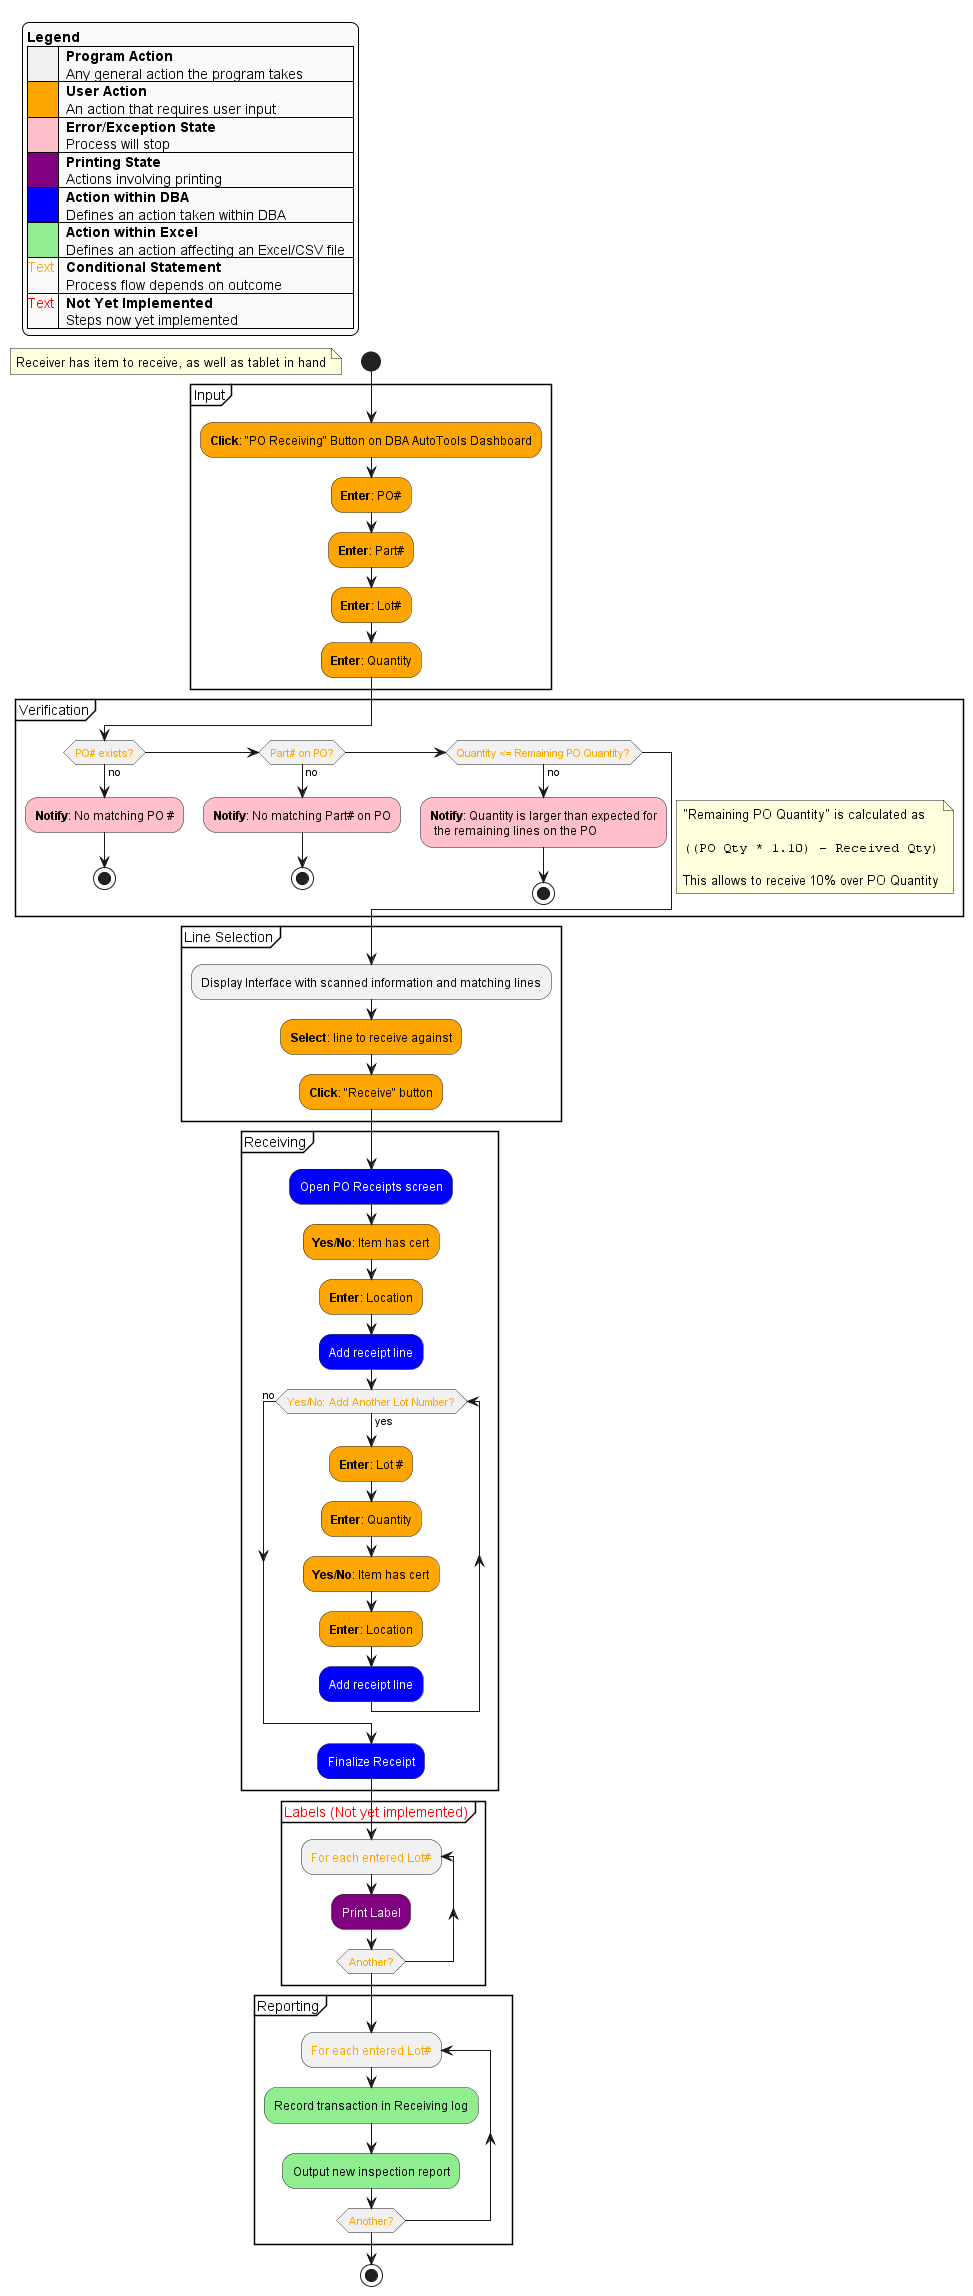 Legend
Program Action
Any general action the program takes
User Action
An action that requires user input
Error/Exception State
Process will stop
Printing State
Actions involving printing
Action within DBA
Defines an action taken within DBA
Action within Excel
Defines an action affecting an Excel/CSV file
Text Conditional Statement
Process flow depends on outcome
Text Not Yet Implemented
Steps now yet implemented
Receiver has item to receive, as well as tablet in hand
Input
Click: "PO Receiving" Button on DBA AutoTools Dashboard
Enter: PO#
Enter: Part#
Enter: Lot#
Enter: Quantity
Verification
PO# exists?
Part# on PO?
Quantity <= Remaining PO Quantity?
no
no
no
Notify: No matching PO #
Notify: No matching Part# on PO
Notify: Quantity is larger than expected for
the remaining lines on the PO
"Remaining PO Quantity" is calculated as
((PO Qty * 1.10) - Received Qty)
This allows to receive 10% over PO Quantity
Line Selection
Display Interface with scanned information and matching lines
Select: line to receive against
Click: "Receive" button
Receiving
Open PO Receipts screen
Yes/No: Item has cert
Enter: Location
Add receipt line
no
Yes/No: Add Another Lot Number?
yes
Enter: Lot #
Enter: Quantity
Yes/No: Item has cert
Enter: Location
Add receipt line
Finalize Receipt
Labels (Not yet implemented)
For each entered Lot#
Print Label
Another?
Reporting
For each entered Lot#
Record transaction in Receiving log
Output new inspection report
Another?